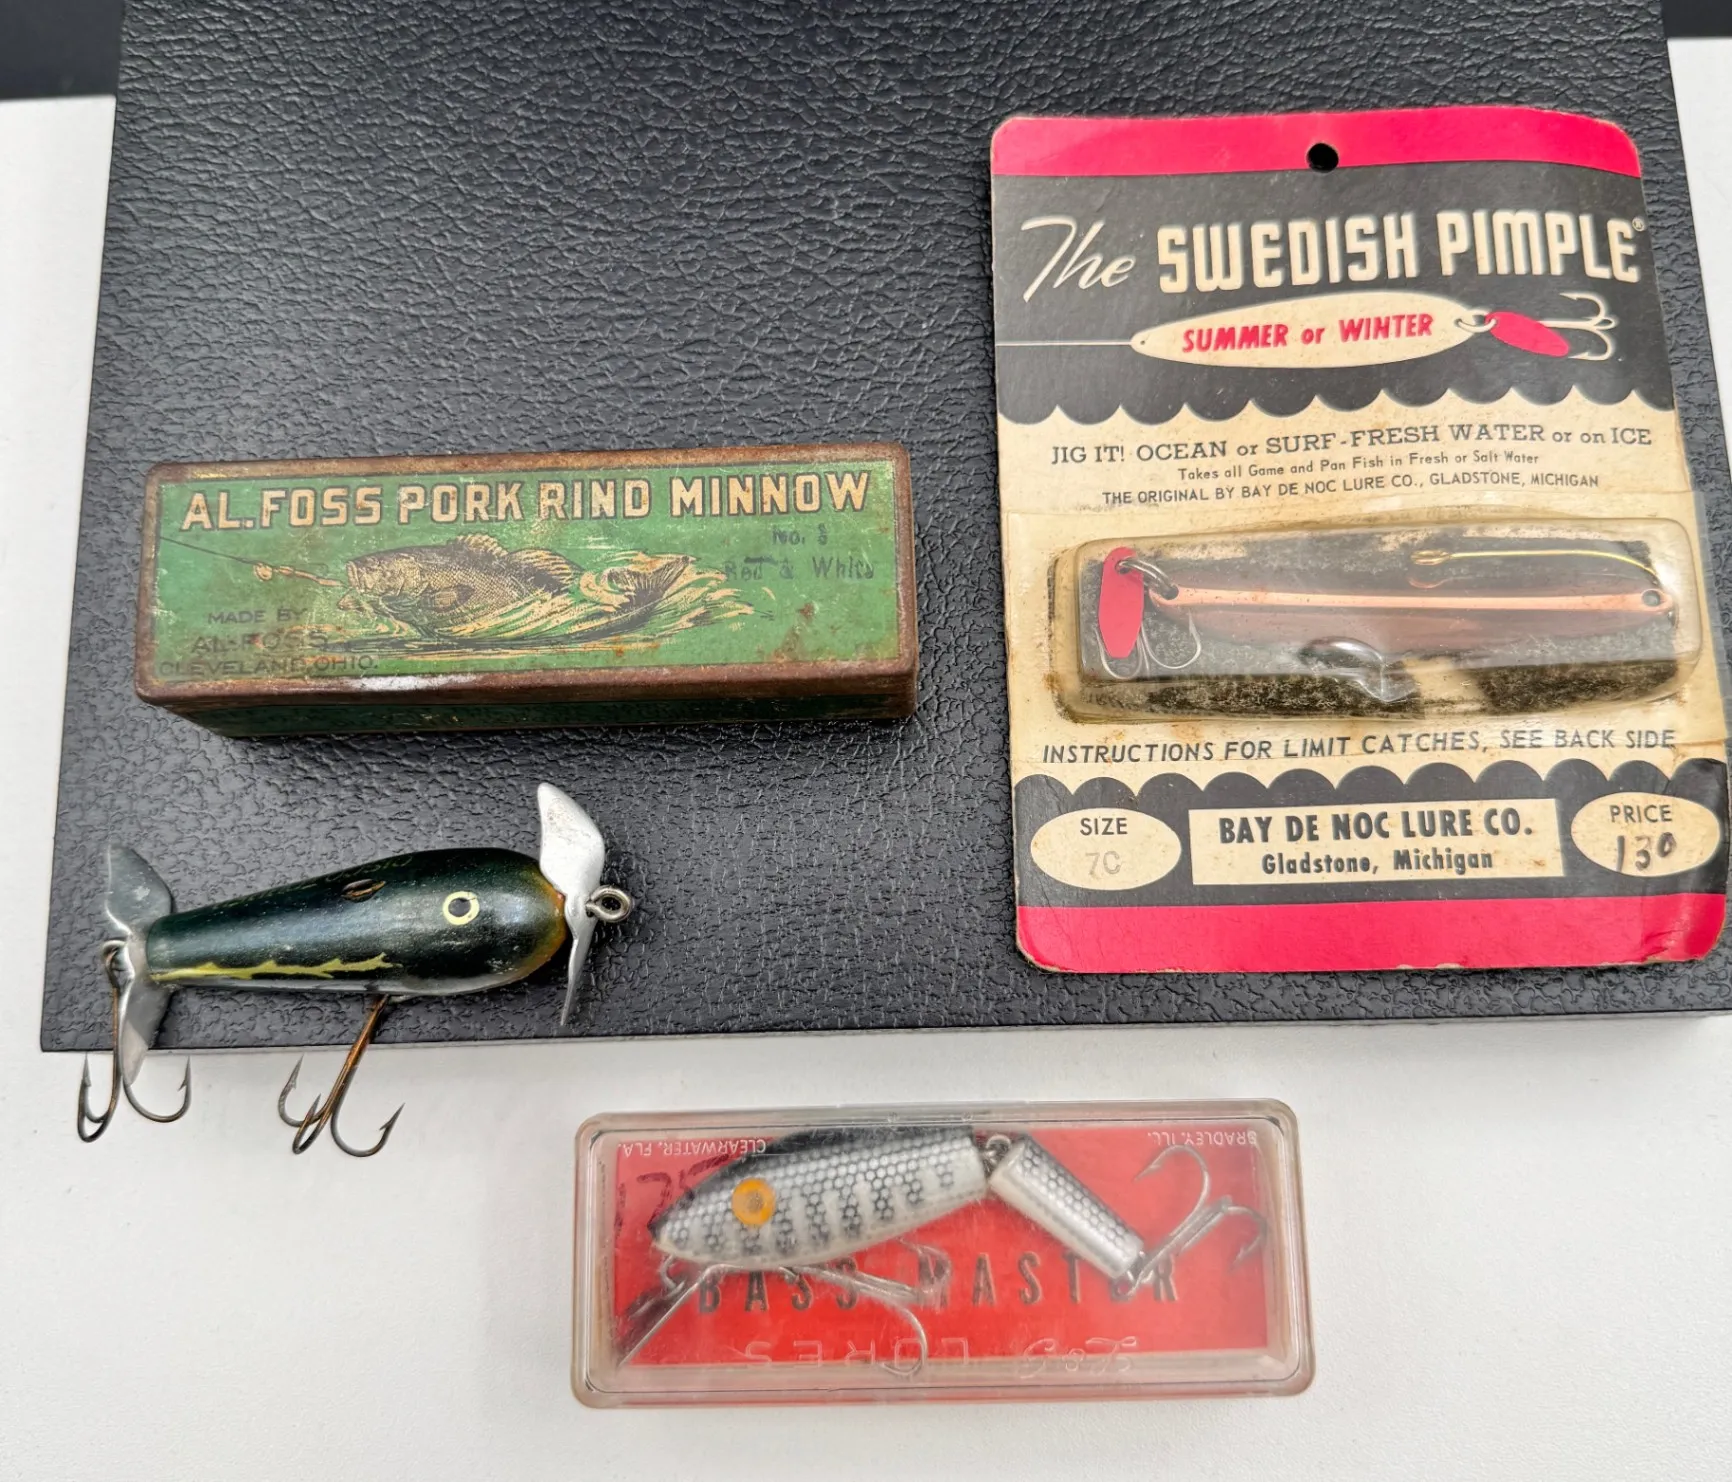 AL.FOSS PORK RIND MINNOW
No. 3
Red & White
MADE BY
AL-FOSS
CLEVELAND, OHIO.
The SWEDISH PIMPLE®
SUMMER or WINTER
JIG IT! OCEAN or SURF-FRESH WATER or on ICE
Takes all Game and Pan Fish in Fresh or Salt Water
THE ORIGINAL BY BAY DE NOC LURE CO., GLADSTONE, MICHIGAN
INSTRUCTIONS FOR LIMIT CATCHES, SEE BACK SIDE
SIZE
7C
BAY DE NOC LURE CO.
Gladstone, Michigan
PRICE
130
BRADLEY, ILL.
CLEARWATER, FLA.
BASS MASTER
L&S LURES